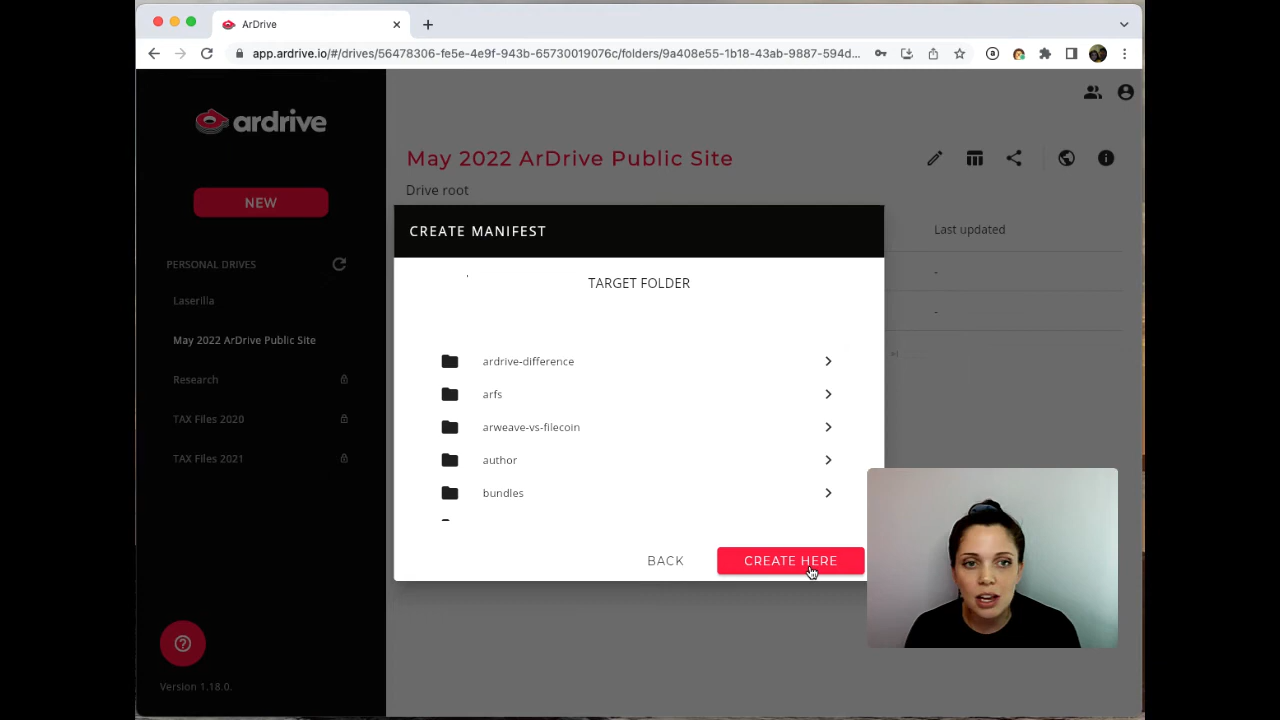 ArDrive
app.ardrive.io/#/drives/56478306-fe5e-4e9f-943b-65730019076c/folders/9a408e55-1b18-43ab-9887-594d...
ardrive
May 2022 ArDrive Public Site
Drive root
NEW
CREATE MANIFEST
Last updated
PERSONAL DRIVES
TARGET FOLDER
-
Laserilla
-
May 2022 ArDrive Public Site
ardrive-difference
Research
arfs
TAX Files 2020
arweave-vs-filecoin
TAX Files 2021
author
bundles
BACK
CREATE HERE
Version 1.18.0.